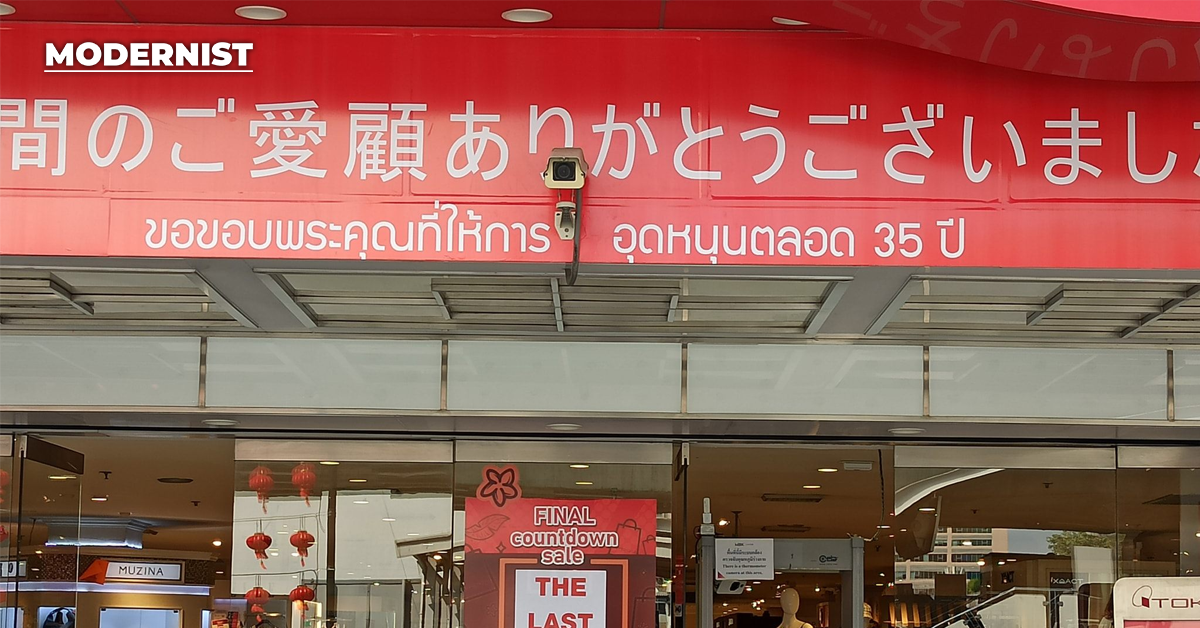 MODERNIST
間のご愛顧ありがとうございまし
ขอขอบพระคุณที่ให้การ อุดหนุนตลอด 35 ปี
FINAL
countdown
sale
THE
LAST
MUZINA
TOK